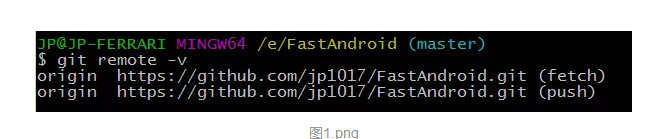 JP@JP-FERRARI MINGW64 /e/FastAndroid (master)
$ git remote -v
origin  https://github.com/jp1017/FastAndroid.git (fetch)
origin  https://github.com/jp1017/FastAndroid.git (push)
图1.png